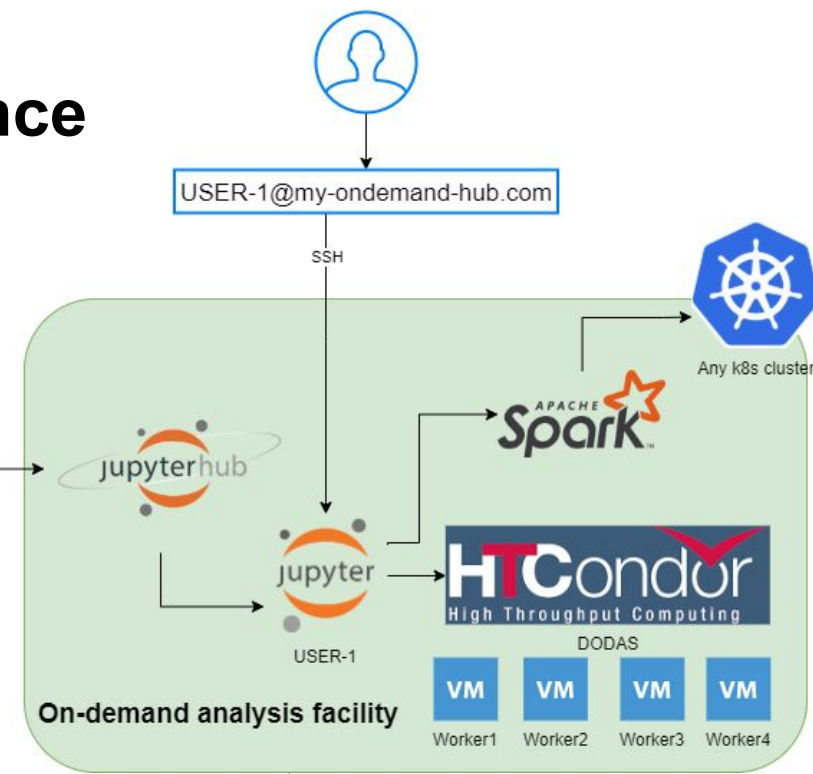 nce
USER-1@my-ondemand-hub.com
SSH
Any k8s cluster
APACHE
Spark
jupyterhub
jupyter
USER-1
HTCondor
High Throughput Computing
DODAS
VM VM VM VM
Worker1 Worker2 Worker3 Worker4
On-demand analysis facility